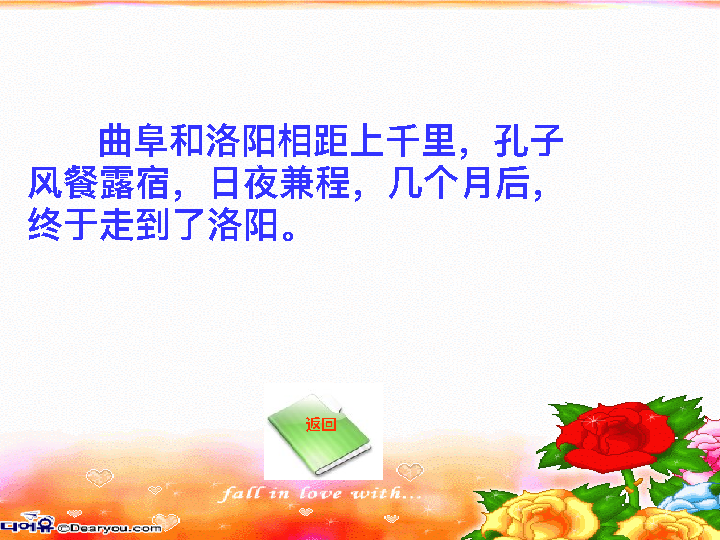 曲阜和洛阳相距上千里，孔子
风餐露宿，日夜兼程，几个月后，
终于走到了洛阳。
返回
fall in love with...
디어유 ©Dearyou.com